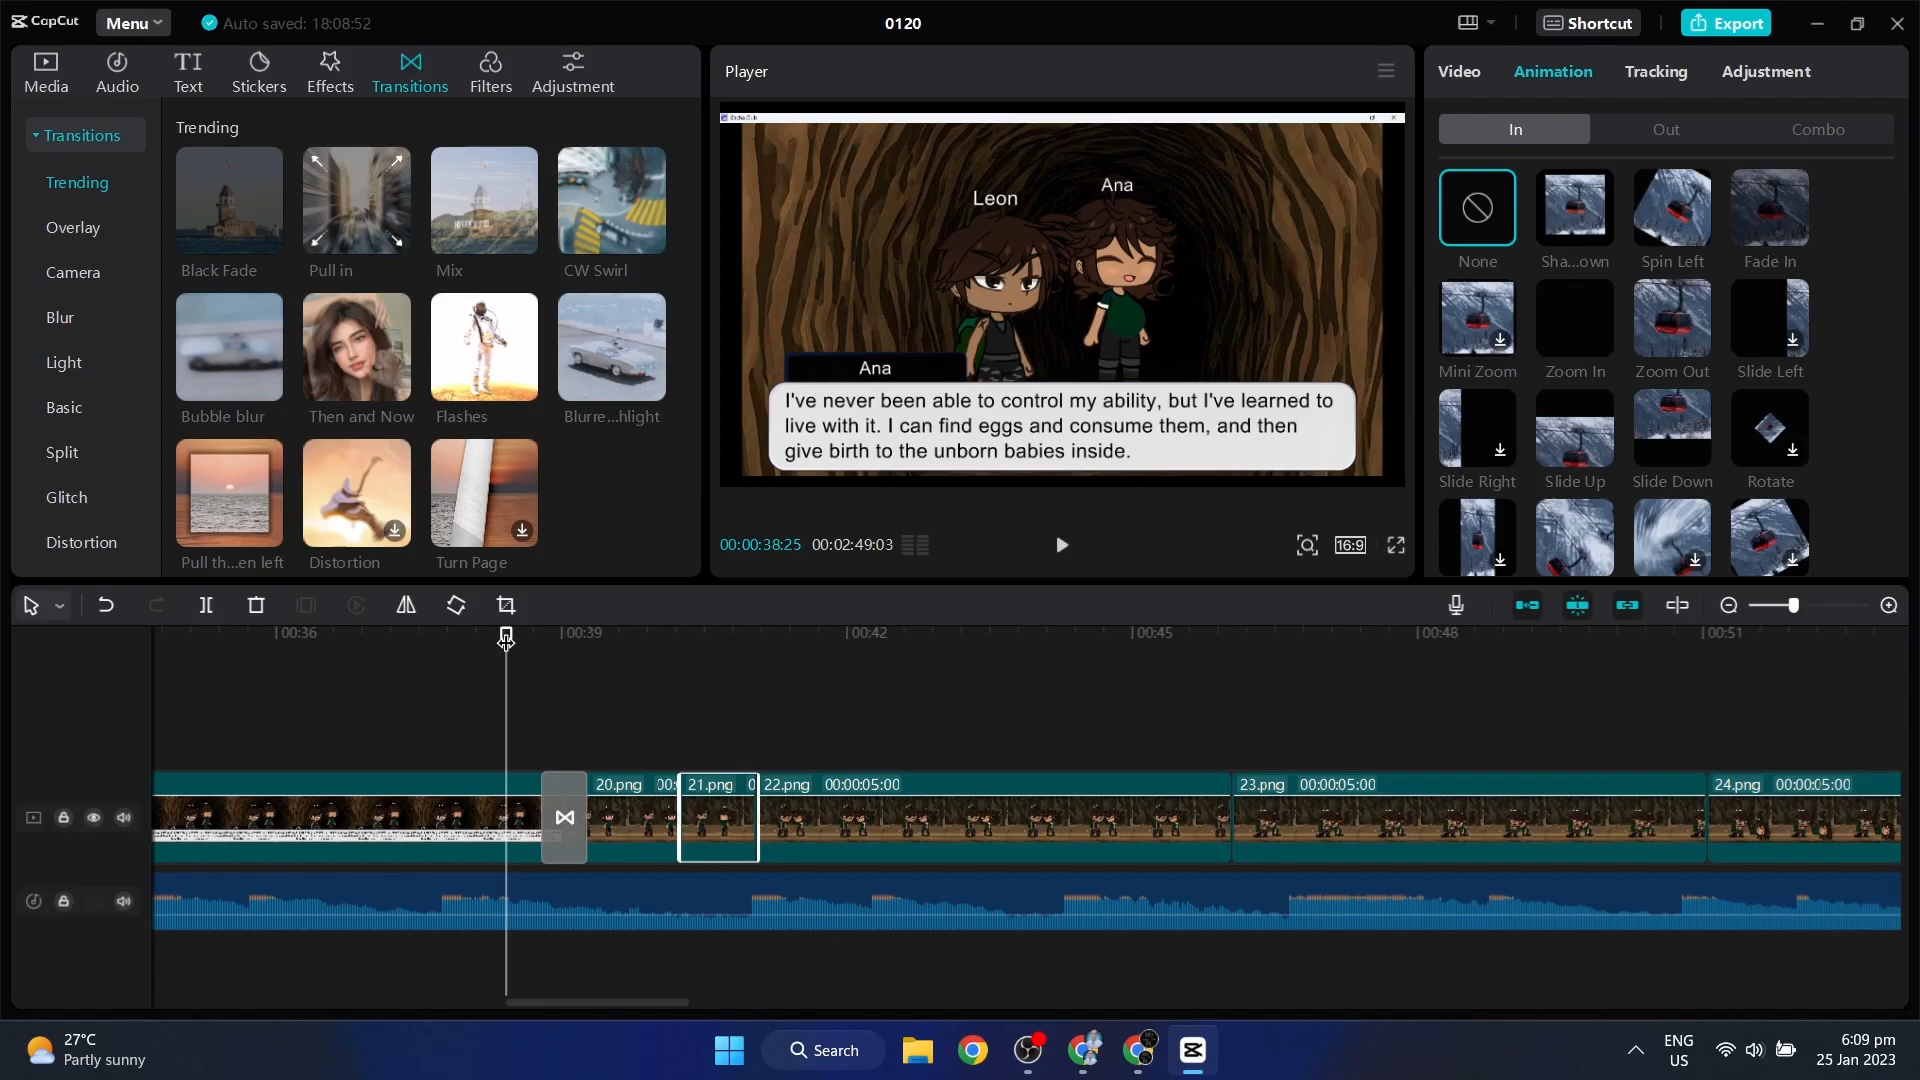 CapCut
Menu
Auto saved: 18:08:52
0120
Shortcut
Export
Media
Audio
Text
Stickers
Effects
Transitions
Filters
Adjustment
Transitions
Trending
Overlay
Camera
Blur
Light
Basic
Split
Glitch
Distortion
Trending
Black Fade
Pull in
Mix
CW Swirl
Bubble blur
Then and Now
Flashes
Blurre...hlight
Pull th...en left
Distortion
Turn Page
Player
Gacha Club
Leon
Ana
Ana
I've never been able to control my ability, but I've learned to
live with it. I can find eggs and consume them, and then
give birth to the unborn babies inside.
00:00:38:25
00:02:49:03
16:9
Video
Animation
Tracking
Adjustment
In
Out
Combo
None
Sha...own
Spin Left
Fade In
Mini Zoom
Zoom In
Zoom Out
Slide Left
Slide Right
Slide Up
Slide Down
Rotate
00:36
00:39
00:42
00:45
00:48
00:51
20.png 00:
21.png 0
22.png 00:00:05:00
23.png 00:00:05:00
24.png 00:00:05:00
27°C
Partly sunny
Search
ENG
US
6:09 pm
25 Jan 2023